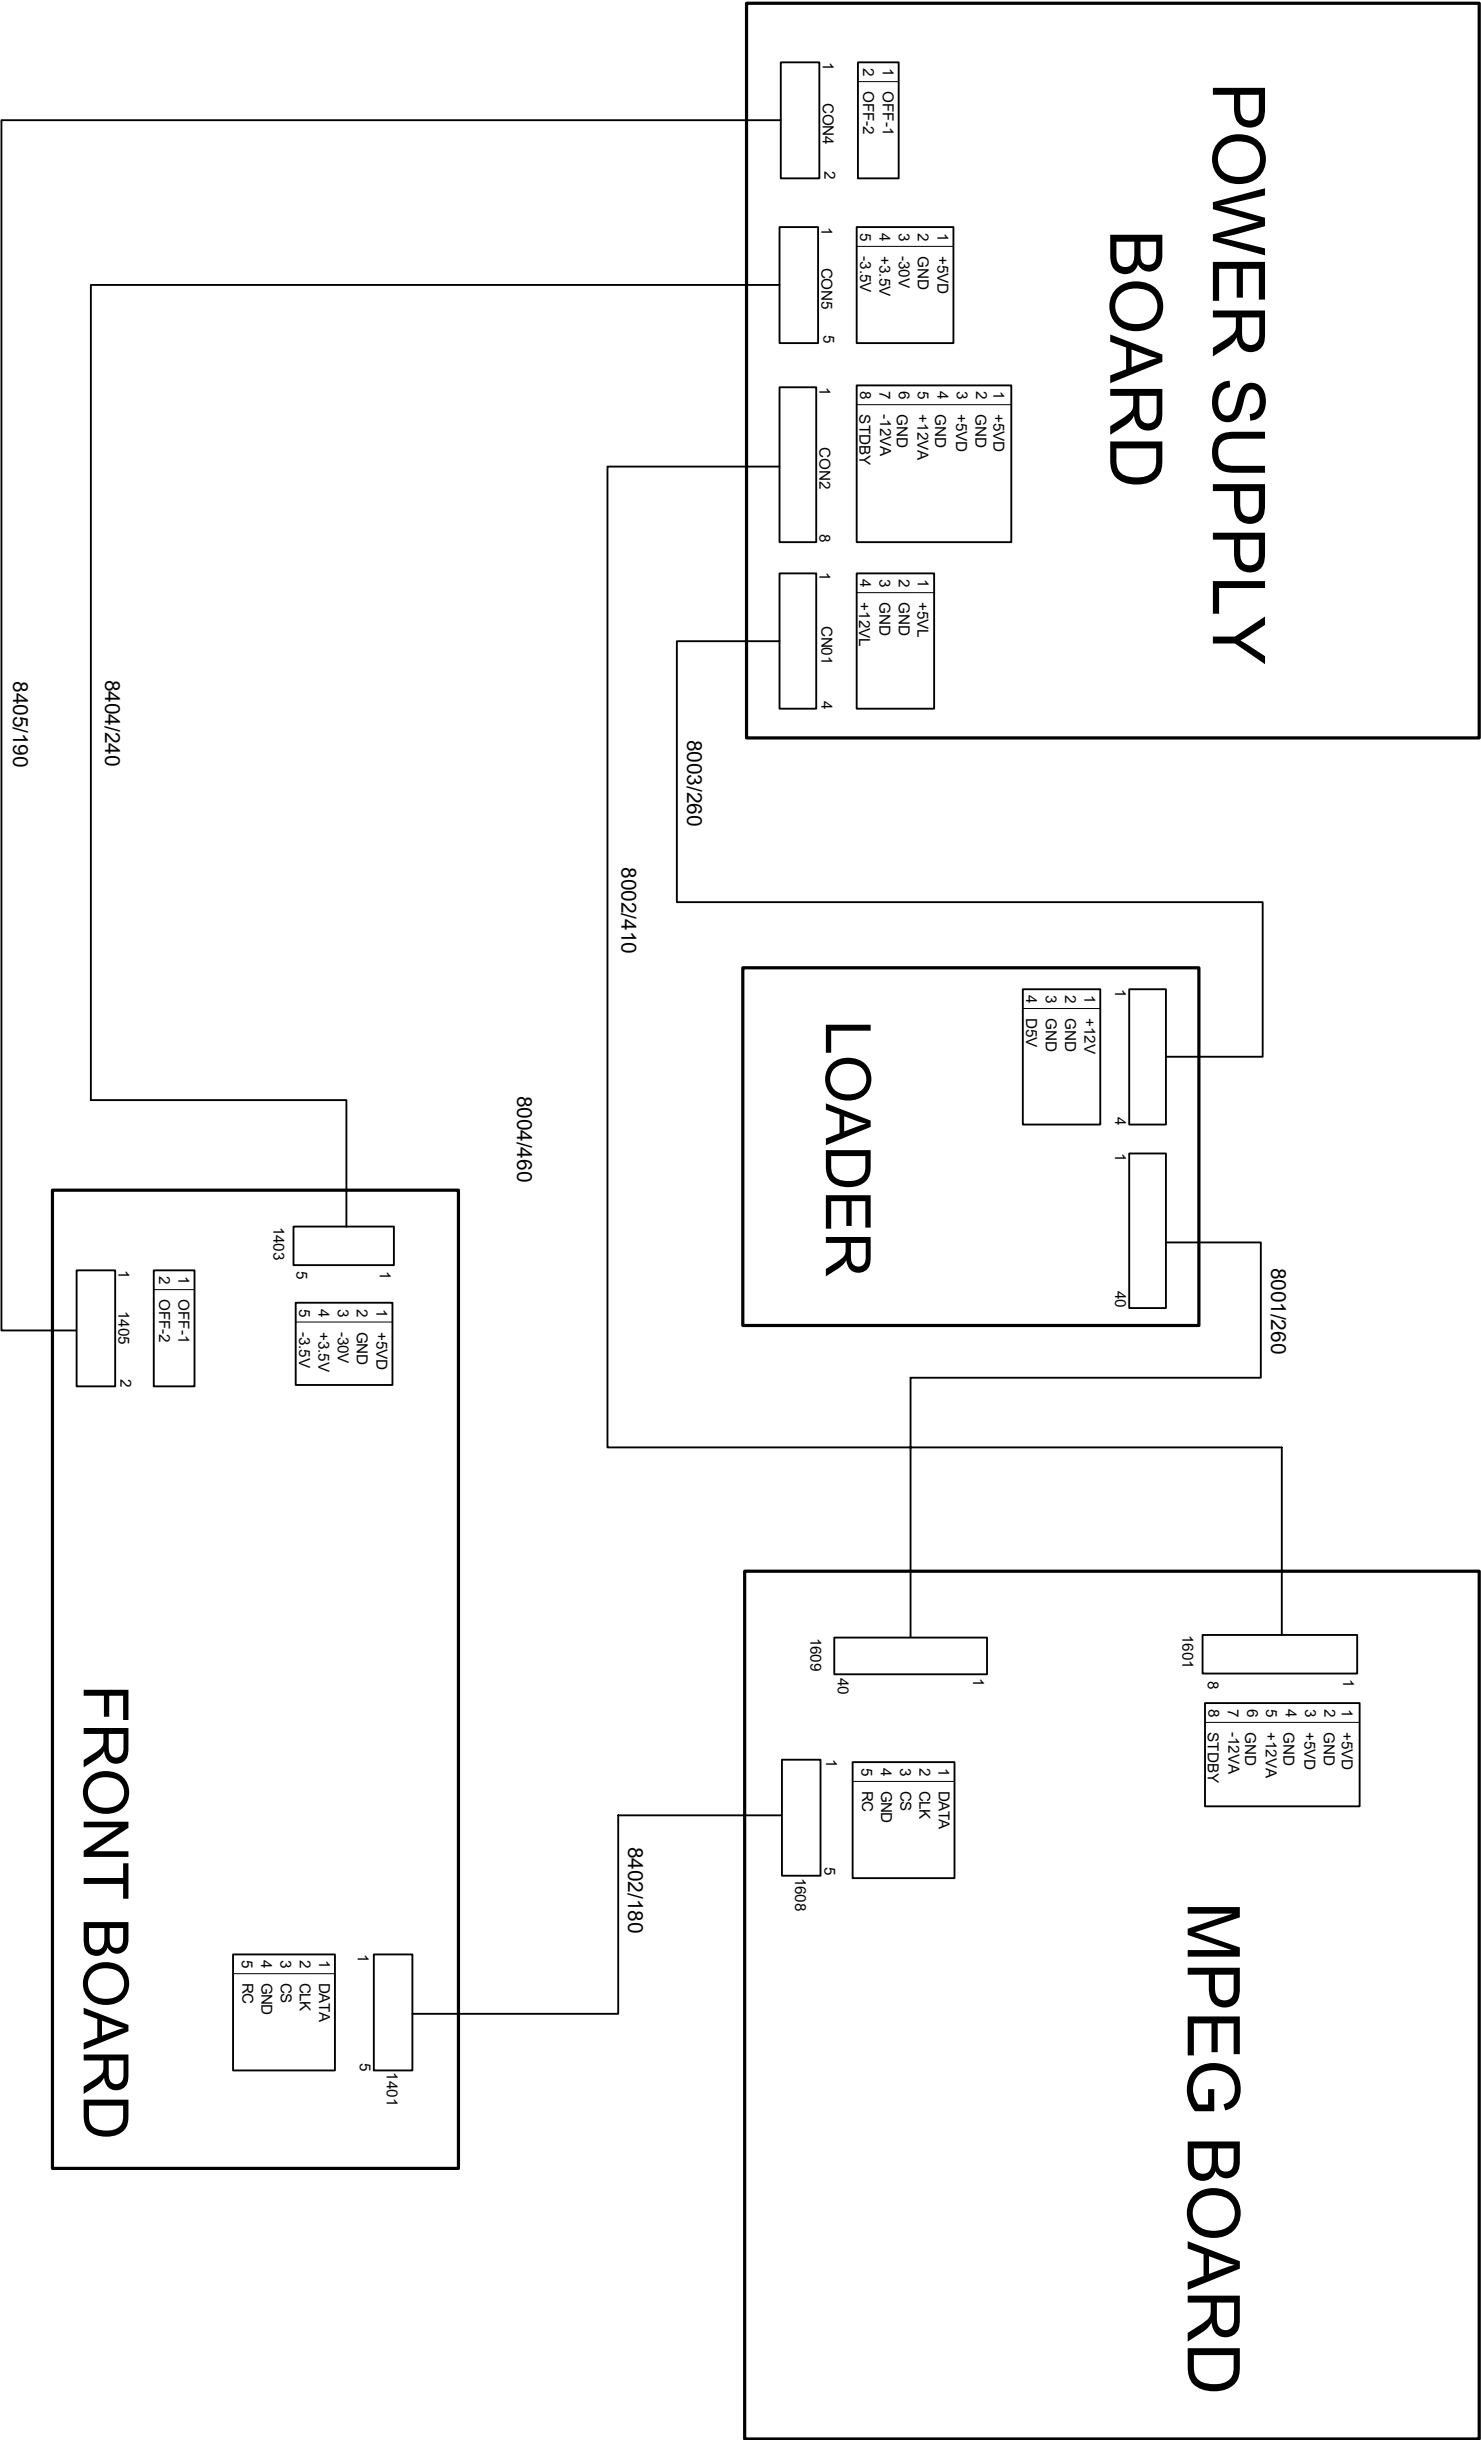 POWER SUPPLY
BOARD
1 OFF-1
2 OFF-2
1 CON4 2
1 +5VD
2 GND
3 -30V
4 +3.5V
5 -3.5V
1 CON5 5
1 +5VD
2 GND
3 +5VD
4 GND
5 +12VA
6 GND
7 -12VA
8 STDBY
1 CON2 8
1 +5VL
2 GND
3 GND
4 +12VL
1 CN01 4
8003/260
8002/410
8404/240
8405/190
8004/460
1 4
1 +12V
2 GND
3 GND
4 D5V
1 40
LOADER
8001/260
MPEG BOARD
1
8
1601
1 +5VD
2 GND
3 +5VD
4 GND
5 +12VA
6 GND
7 -12VA
8 STDBY
1
40
1609
1 DATA
2 CLK
3 CS
4 GND
5 RC
1 5
1608
8402/180
1
5
1403
1 +5VD
2 GND
3 -30V
4 +3.5V
5 -3.5V
1 OFF-1
2 OFF-2
1 1405 2
1401
1 5
1 DATA
2 CLK
3 CS
4 GND
5 RC
FRONT BOARD